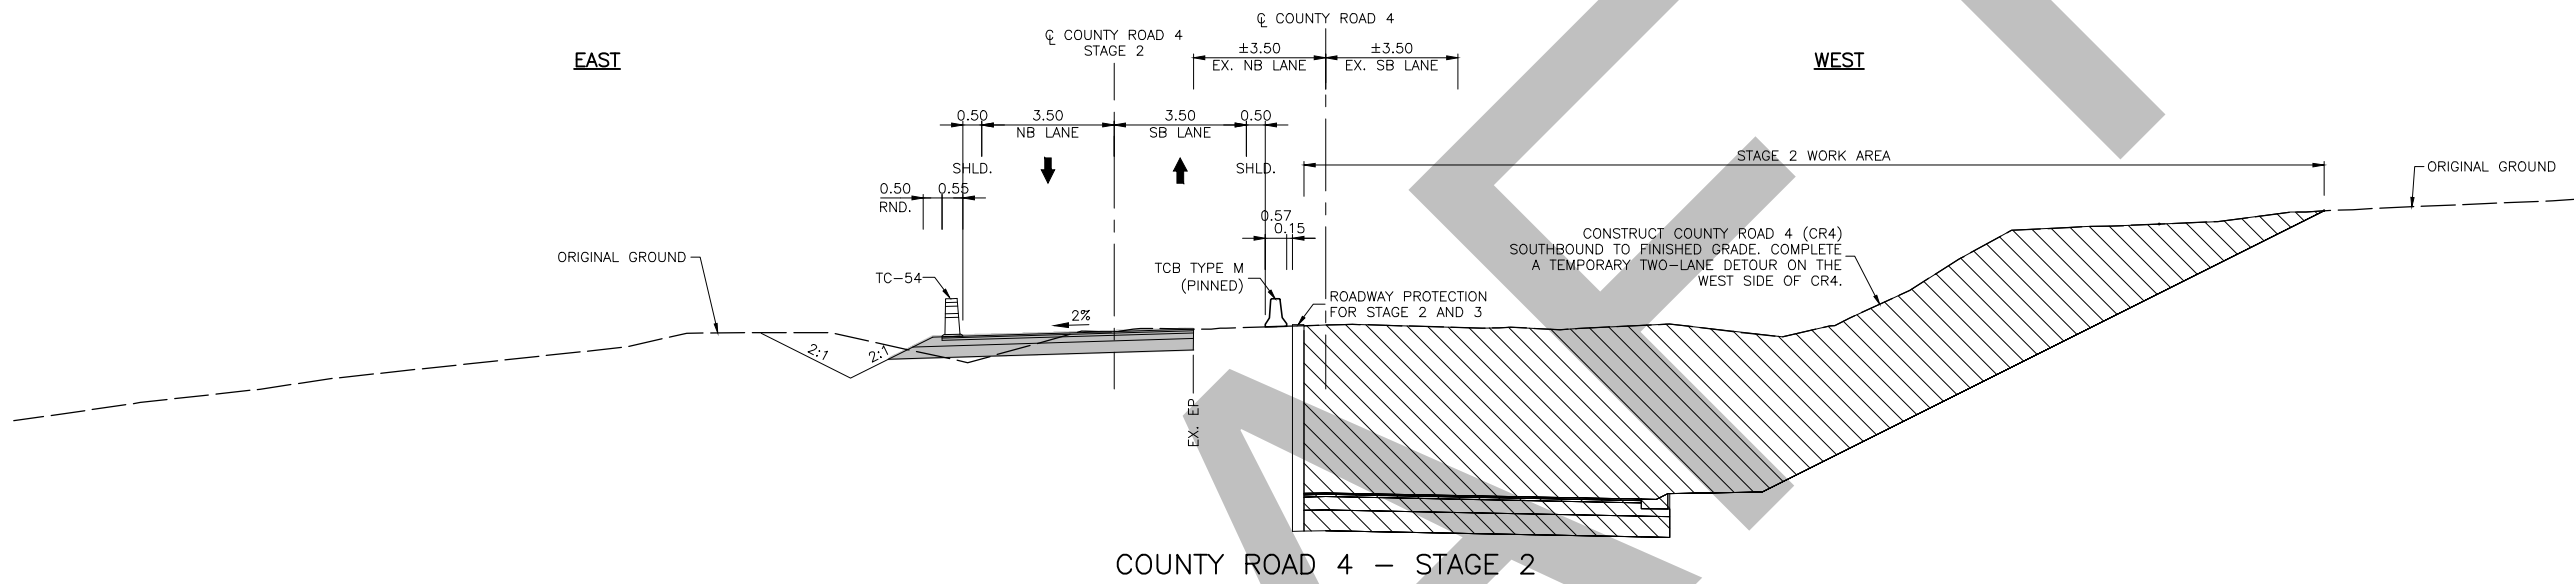 ℄ COUNTY ROAD 4
℄ COUNTY ROAD 4
STAGE 2
EAST
WEST
±3.50
±3.50
EX. NB LANE
EX. SB LANE
0.50
3.50
3.50
0.50
NB LANE
SB LANE
SHLD.
SHLD.
STAGE 2 WORK AREA
ORIGINAL GROUND
0.50
0.55
RND.
0.57
0.15
CONSTRUCT COUNTY ROAD 4 (CR4)
SOUTHBOUND TO FINISHED GRADE. COMPLETE
A TEMPORARY TWO-LANE DETOUR ON THE
WEST SIDE OF CR4.
ORIGINAL GROUND
TC-54
TCB TYPE M
(PINNED)
ROADWAY PROTECTION
FOR STAGE 2 AND 3
2%
2:1
2:1
EX. EP
COUNTY ROAD 4 - STAGE 2